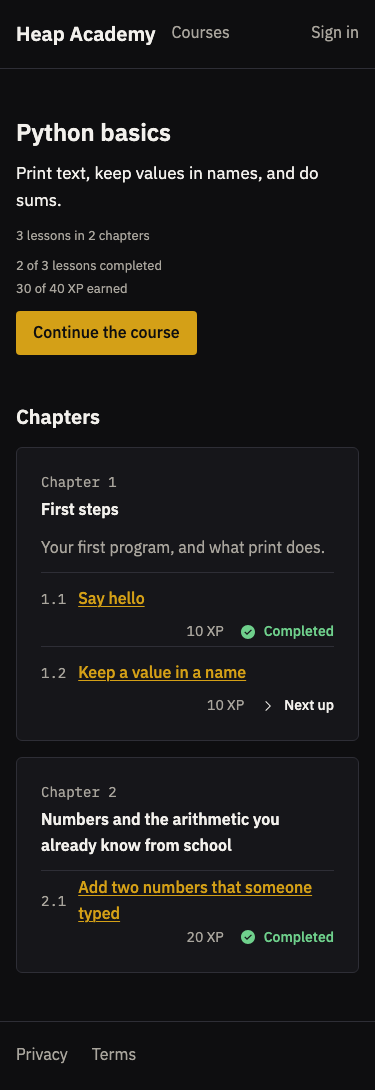 Heap Academy Courses Sign in
Python basics
Print text, keep values in names, and do
sums.
3 lessons in 2 chapters
2 of 3 lessons completed
30 of 40 XP earned
Continue the course
Chapters
Chapter 1
First steps
Your first program, and what print does.
1.1 Say hello
10 XP Completed
1.2 Keep a value in a name
10 XP Next up
Chapter 2
Numbers and the arithmetic you
already know from school
2.1 Add two numbers that someone
typed
20 XP Completed
Privacy Terms